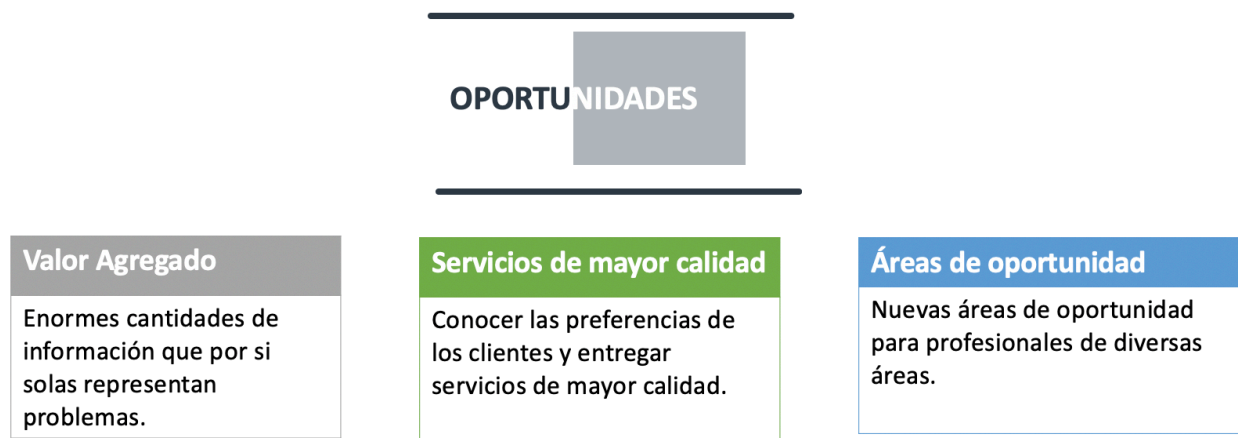 OPORTUNIDADES
Valor Agregado
Enormes cantidades de
información que por si
solas representan
problemas.
Servicios de mayor calidad
Conocer las preferencias de
los clientes y entregar
servicios de mayor calidad.
Áreas de oportunidad
Nuevas áreas de oportunidad
para profesionales de diversas
áreas.